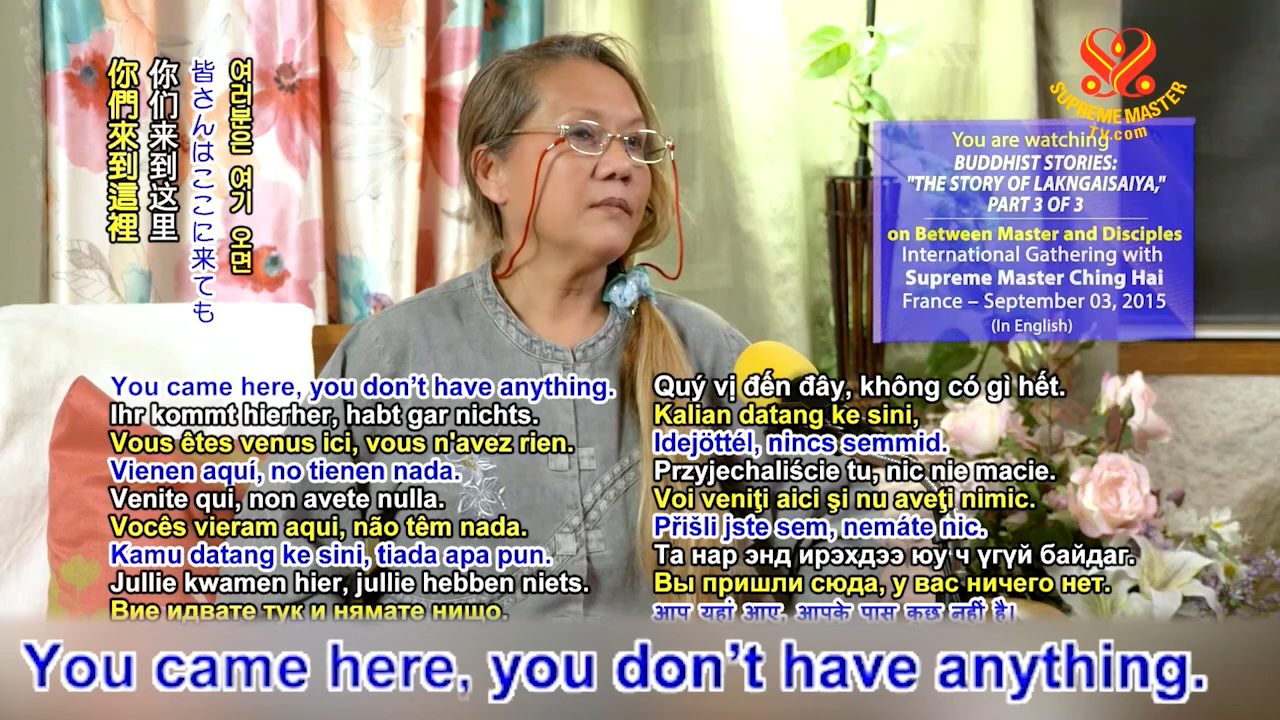 여러분은 여기 오면
皆さんはここに来ても
你们来到这里
你們來到這裡
SUPREME MASTER
TV.com
You are watching
BUDDHIST STORIES:
"THE STORY OF LAKNGAISAIYA,"
PART 3 OF 3
on Between Master and Disciples
International Gathering with
Supreme Master Ching Hai
France – September 03, 2015
(In English)
You came here, you don't have anything.
Ihr kommt hierher, habt gar nichts.
Vous êtes venus ici, vous n'avez rien.
Vienen aquí, no tienen nada.
Venite qui, non avete nulla.
Vocês vieram aqui, não têm nada.
Kamu datang ke sini, tiada apa pun.
Jullie kwamen hier, jullie hebben niets.
Вие идвате тук и нямате нищо.
Quý vị đến đây, không có gì hết.
Kalian datang ke sini,
Idejöttél, nincs semmid.
Przyjechaliście tu, nic nie macie.
Voi veniţi aici şi nu aveţi nimic.
Přišli jste sem, nemáte nic.
Та нар энд ирэхдээ юу ч үгүй байдаг.
Вы пришли сюда, у вас ничего нет.
आप यहां आए, आपके पास कुछ नहीं है।
You came here, you don't have anything.